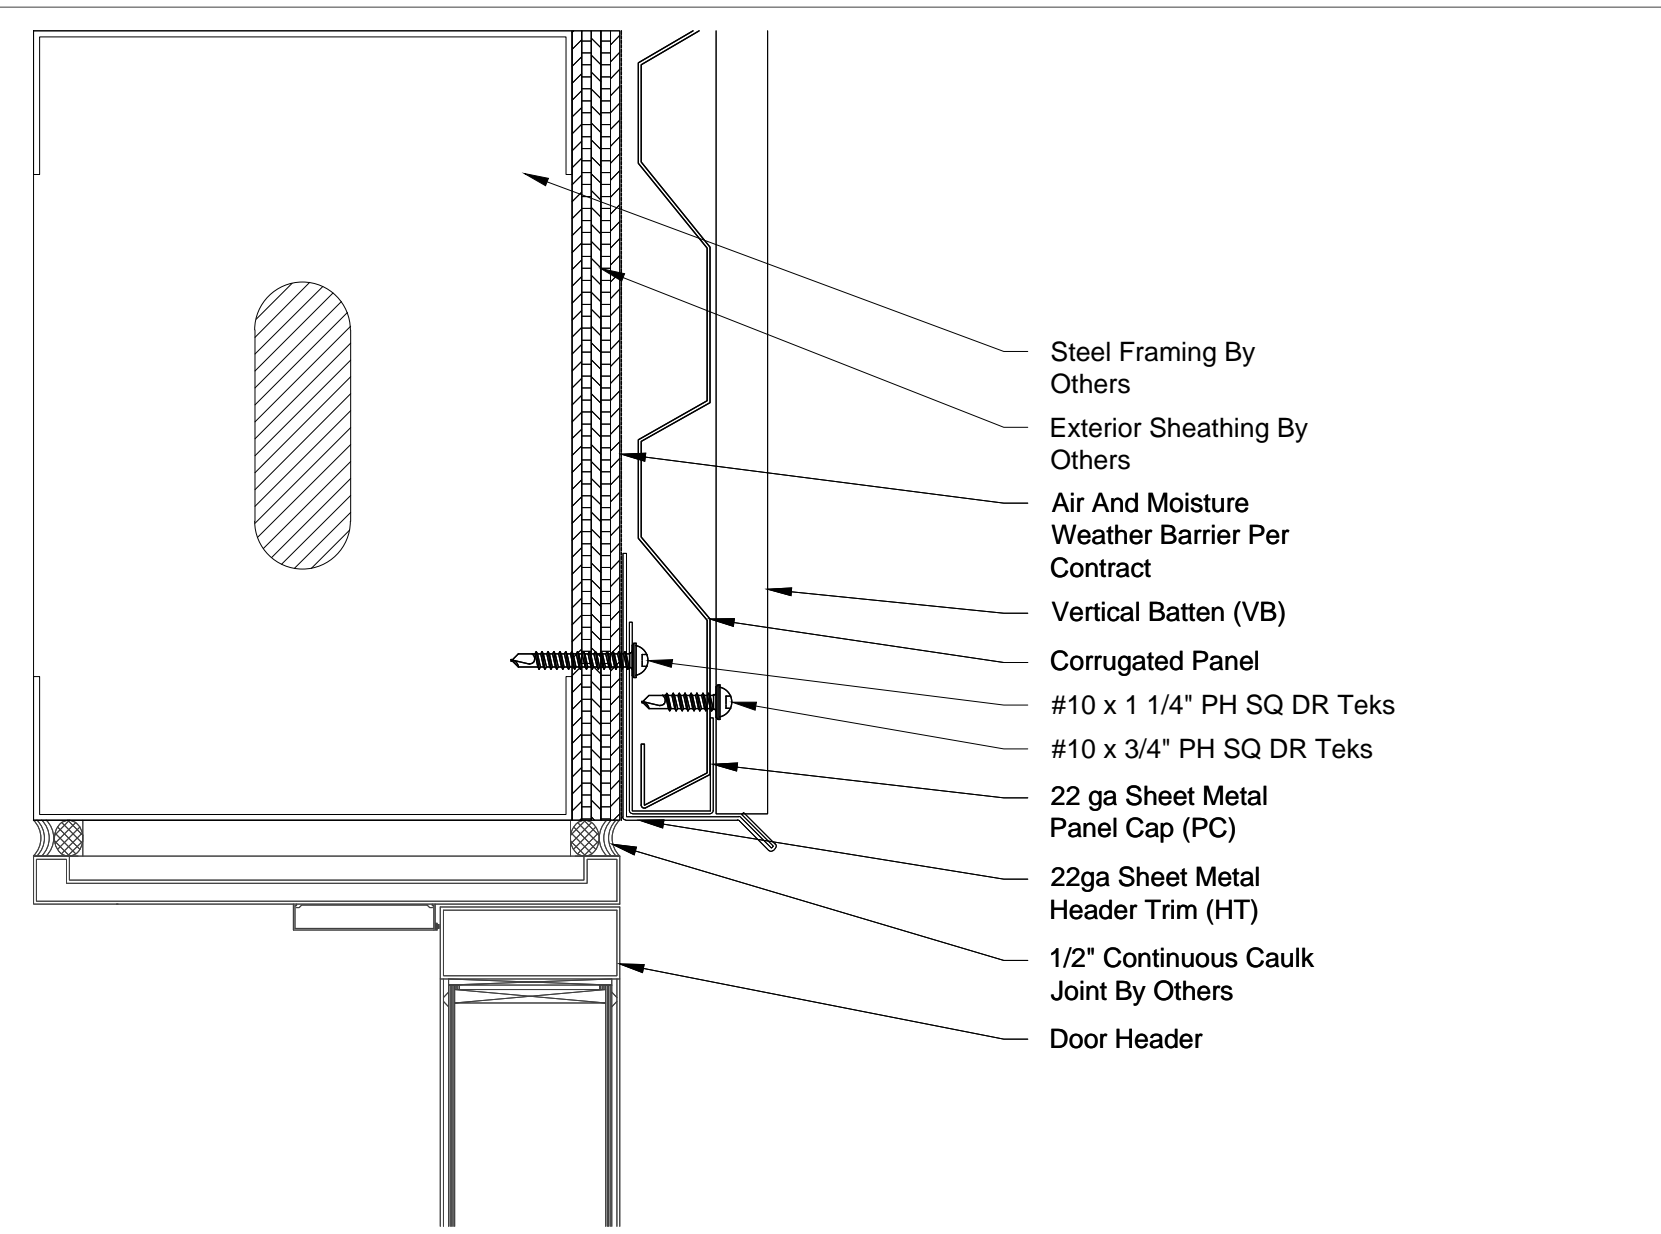 Steel Framing By
Others
Exterior Sheathing By
Others
Air And Moisture
Weather Barrier Per
Contract
Vertical Batten (VB)
Corrugated Panel
#10 x 1 1/4" PH SQ DR Teks
#10 x 3/4" PH SQ DR Teks
22 ga Sheet Metal
Panel Cap (PC)
22ga Sheet Metal
Header Trim (HT)
1/2" Continuous Caulk
Joint By Others
Door Header